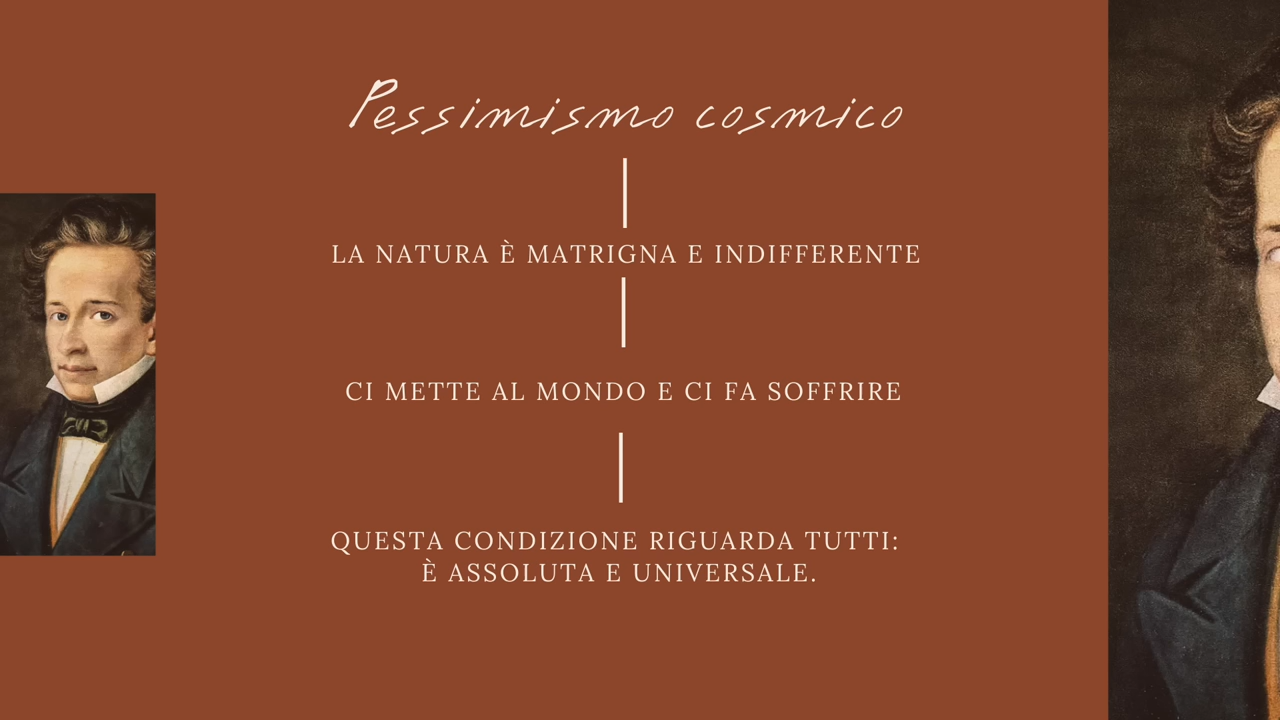 Pessimismo cosmico
LA NATURA È MATRIGNA E INDIFFERENTE
CI METTE AL MONDO E CI FA SOFFRIRE
QUESTA CONDIZIONE RIGUARDA TUTTI:
È ASSOLUTA E UNIVERSALE.